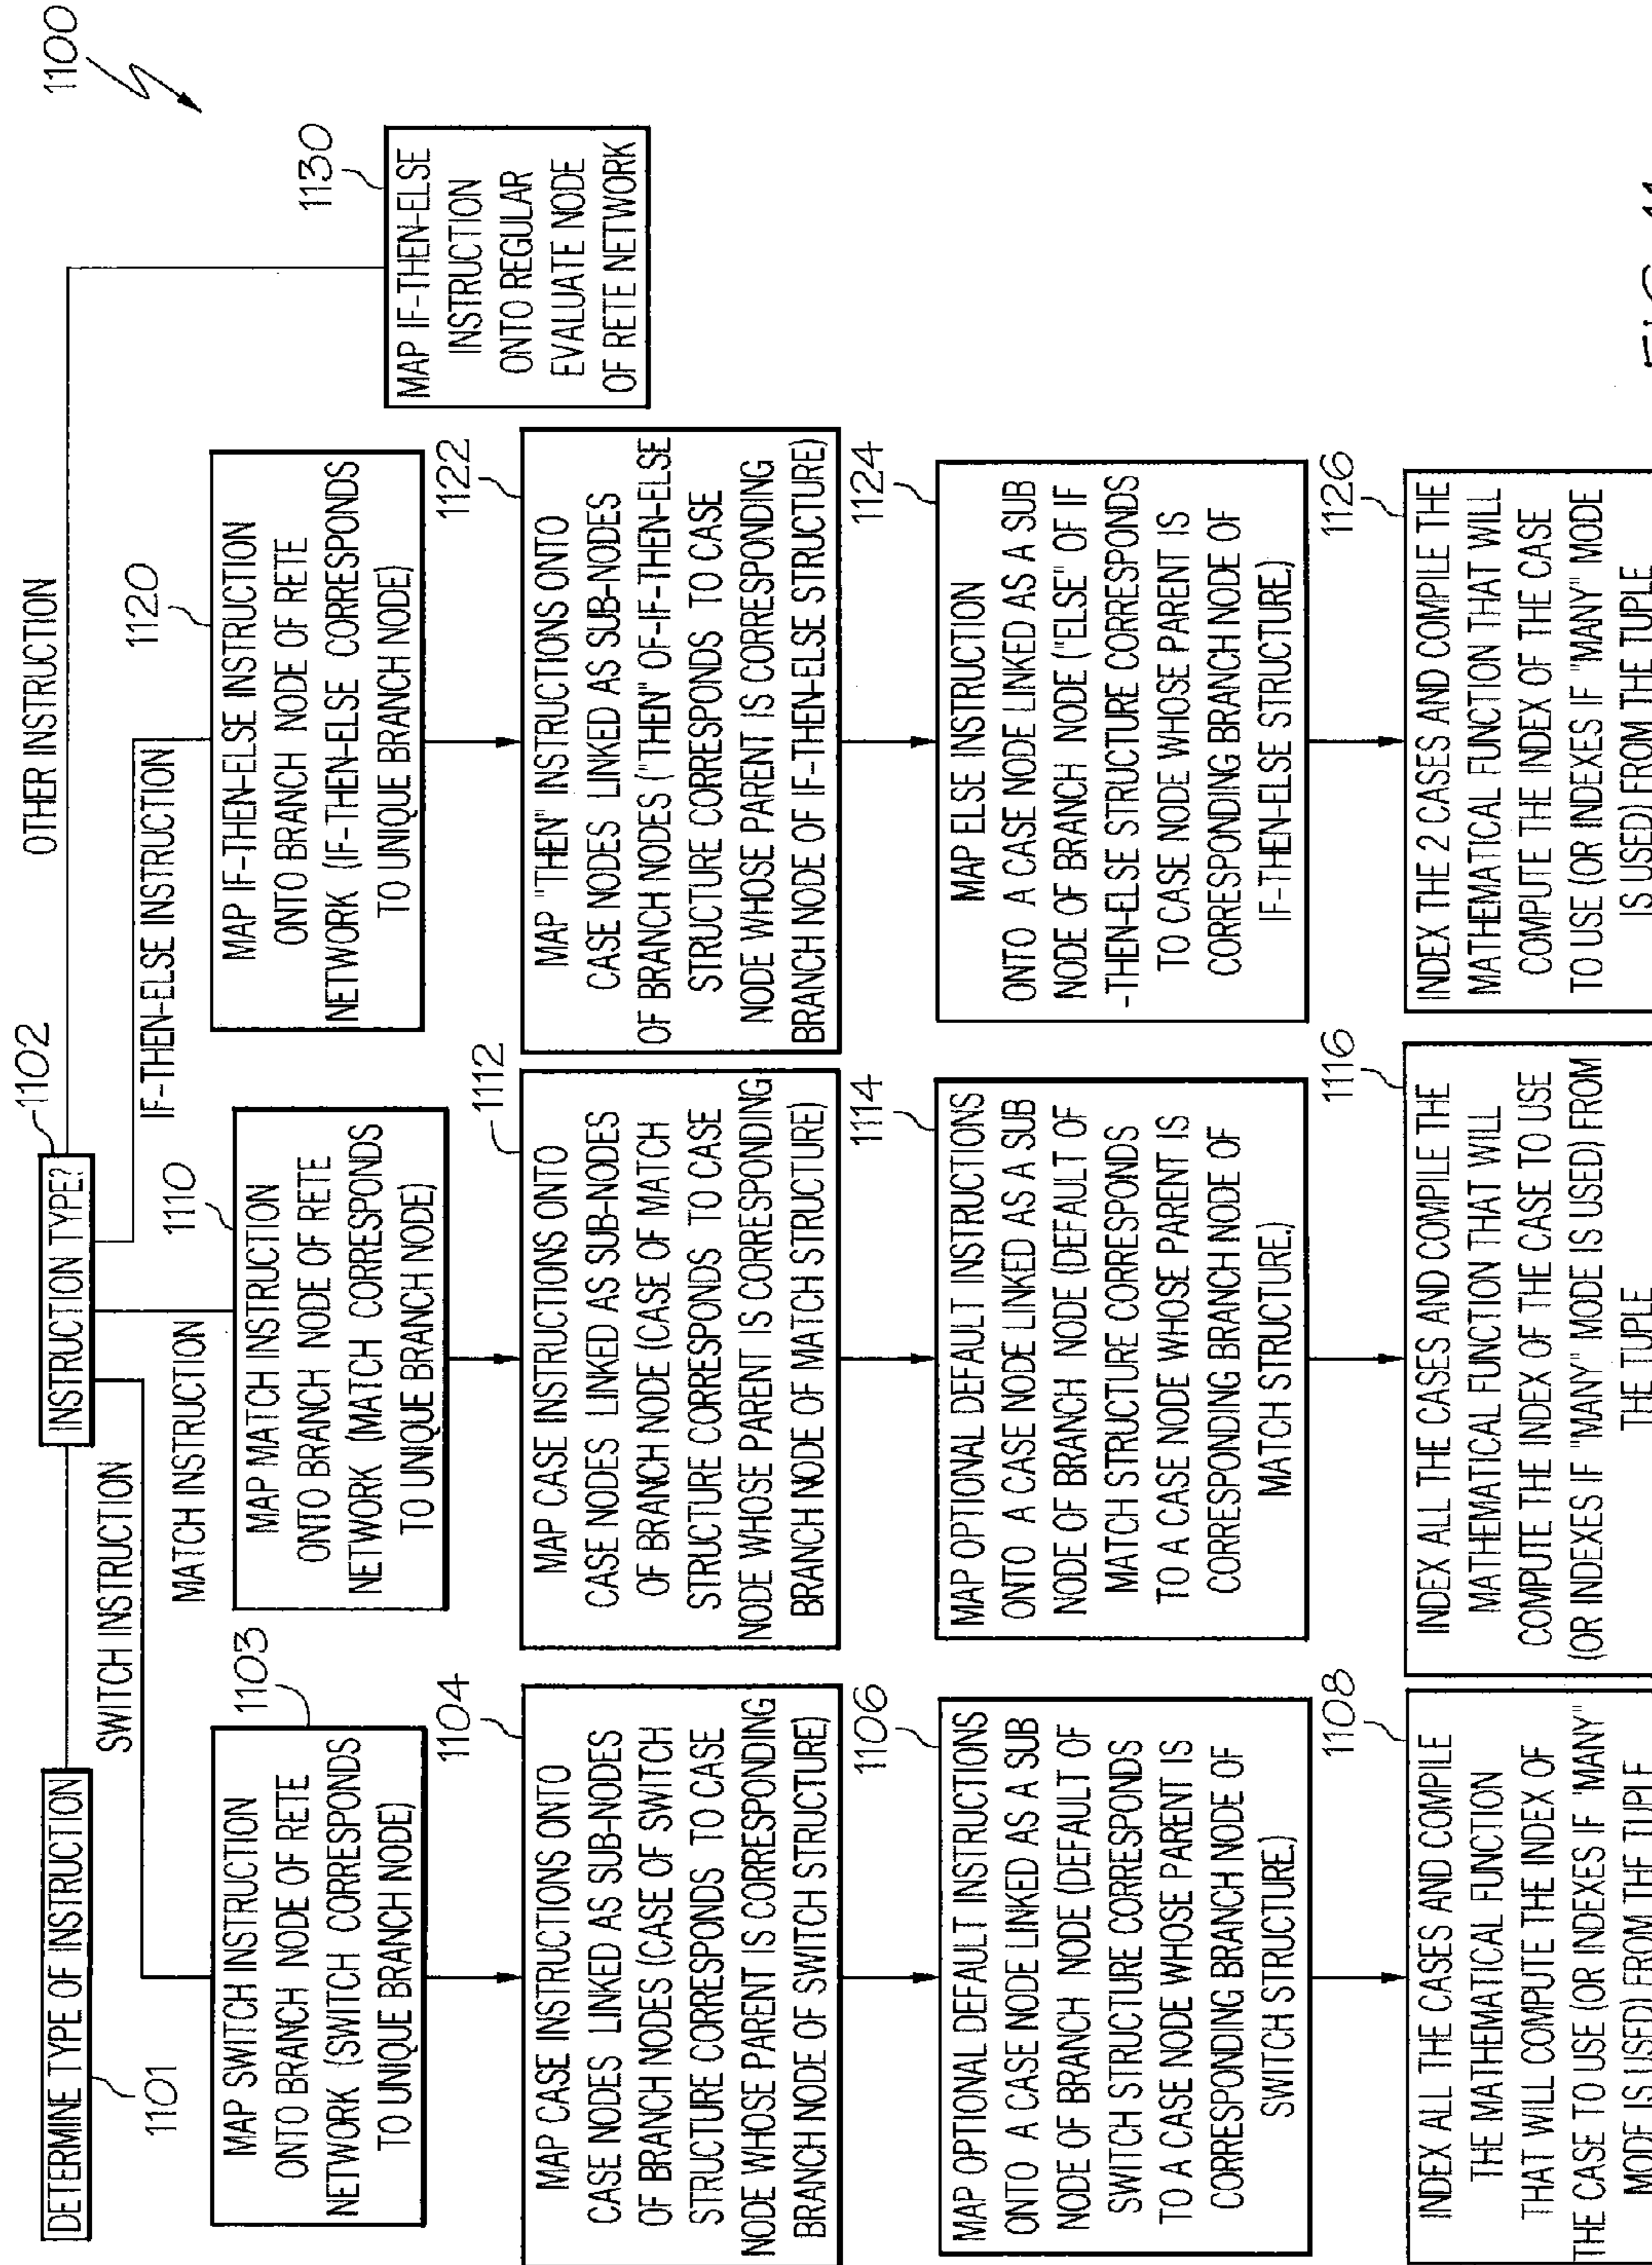 1100
DETERMINE TYPE OF INSTRUCTION
1101
INSTRUCTION TYPE?
1102
SWITCH INSTRUCTION
MATCH INSTRUCTION
IF-THEN-ELSE INSTRUCTION
OTHER INSTRUCTION
1103
MAP SWITCH INSTRUCTION
ONTO BRANCH NODE OF RETE
NETWORK (SWITCH CORRESPONDS
TO UNIQUE BRANCH NODE)
1104
MAP CASE INSTRUCTIONS ONTO
CASE NODES LINKED AS SUB-NODES
OF BRANCH NODES (CASE OF SWITCH
STRUCTURE CORRESPONDS TO CASE
NODE WHOSE PARENT IS CORRESPONDING
BRANCH NODE OF SWITCH STRUCTURE)
1106
MAP OPTIONAL DEFAULT INSTRUCTIONS
ONTO A CASE NODE LINKED AS A SUB
NODE OF BRANCH NODE (DEFAULT OF
SWITCH STRUCTURE CORRESPONDS
TO A CASE NODE WHOSE PARENT IS
CORRESPONDING BRANCH NODE OF
SWITCH STRUCTURE.)
1108
INDEX ALL THE CASES AND COMPILE
THE MATHEMATICAL FUNCTION
THAT WILL COMPUTE THE INDEX OF
THE CASE TO USE (OR INDEXES IF "MANY"
MODE IS USED) FROM THE TUPLE
1110
MAP MATCH INSTRUCTION
ONTO BRANCH NODE OF RETE
NETWORK (MATCH CORRESPONDS
TO UNIQUE BRANCH NODE)
1112
MAP CASE INSTRUCTIONS ONTO
CASE NODES LINKED AS SUB-NODES
OF BRANCH NODE (CASE OF MATCH
STRUCTURE CORRESPONDS TO CASE
NODE WHOSE PARENT IS CORRESPONDING
BRANCH NODE OF MATCH STRUCTURE)
1114
MAP OPTIONAL DEFAULT INSTRUCTIONS
ONTO A CASE NODE LINKED AS A SUB
NODE OF BRANCH NODE (DEFAULT OF
MATCH STRUCTURE CORRESPONDS
TO A CASE NODE WHOSE PARENT IS
CORRESPONDING BRANCH NODE OF
MATCH STRUCTURE.)
1116
INDEX ALL THE CASES AND COMPILE THE
MATHEMATICAL FUNCTION THAT WILL
COMPUTE THE INDEX OF THE CASE TO USE
(OR INDEXES IF "MANY" MODE IS USED) FROM
THE TUPLE
1120
MAP IF-THEN-ELSE INSTRUCTION
ONTO BRANCH NODE OF RETE
NETWORK (IF-THEN-ELSE CORRESPONDS
TO UNIQUE BRANCH NODE)
1122
MAP "THEN" INSTRUCTIONS ONTO
CASE NODES LINKED AS SUB-NODES
OF BRANCH NODES ("THEN" OF-IF-THEN-ELSE
STRUCTURE CORRESPONDS TO CASE
NODE WHOSE PARENT IS CORRESPONDING
BRANCH NODE OF IF-THEN-ELSE STRUCTURE)
1124
MAP ELSE INSTRUCTION
ONTO A CASE NODE LINKED AS A SUB
NODE OF BRANCH NODE ("ELSE" OF IF
-THEN-ELSE STRUCTURE CORRESPONDS
TO CASE NODE WHOSE PARENT IS
CORRESPONDING BRANCH NODE OF
IF-THEN-ELSE STRUCTURE.)
1126
INDEX THE 2 CASES AND COMPILE THE
MATHEMATICAL FUNCTION THAT WILL
COMPUTE THE INDEX OF THE CASE
TO USE (OR INDEXES IF "MANY" MODE
IS USED) FROM THE TUPLE
1130
MAP IF-THEN-ELSE
INSTRUCTION
ONTO REGULAR
EVALUATE NODE
OF RETE NETWORK